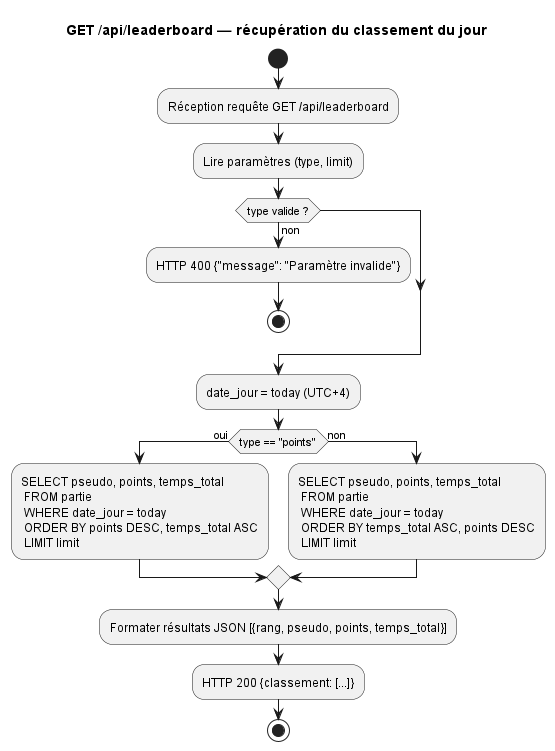 GET /api/leaderboard — récupération du classement du jour
Réception requête GET /api/leaderboard
Lire paramètres (type, limit)
type valide ?
non
HTTP 400 {"message": "Paramètre invalide"}
date_jour = today (UTC+4)
oui
type == "points"
non
SELECT pseudo, points, temps_total
FROM partie
WHERE date_jour = today
ORDER BY points DESC, temps_total ASC
LIMIT limit
SELECT pseudo, points, temps_total
FROM partie
WHERE date_jour = today
ORDER BY temps_total ASC, points DESC
LIMIT limit
Formater résultats JSON [{rang, pseudo, points, temps_total}]
HTTP 200 {classement: [...]}